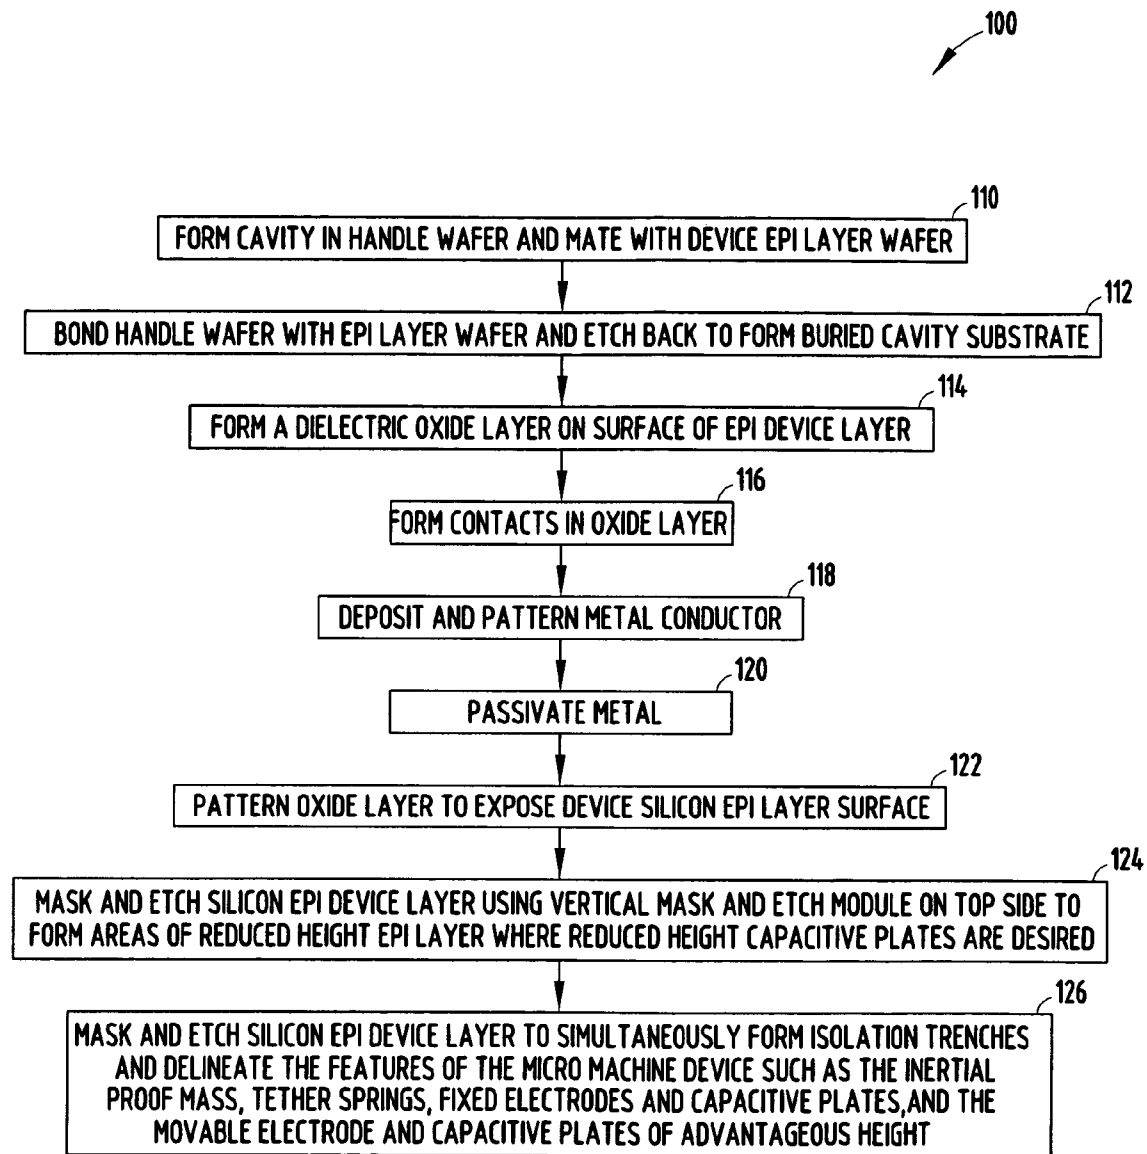 100
110
FORM CAVITY IN HANDLE WAFER AND MATE WITH DEVICE EPI LAYER WAFER
112
BOND HANDLE WAFER WITH EPI LAYER WAFER AND ETCH BACK TO FORM BURIED CAVITY SUBSTRATE
114
FORM A DIELECTRIC OXIDE LAYER ON SURFACE OF EPI DEVICE LAYER
116
FORM CONTACTS IN OXIDE LAYER
118
DEPOSIT AND PATTERN METAL CONDUCTOR
120
PASSIVATE METAL
122
PATTERN OXIDE LAYER TO EXPOSE DEVICE SILICON EPI LAYER SURFACE
124
MASK AND ETCH SILICON EPI DEVICE LAYER USING VERTICAL MASK AND ETCH MODULE ON TOP SIDE TO
FORM AREAS OF REDUCED HEIGHT EPI LAYER WHERE REDUCED HEIGHT CAPACITIVE PLATES ARE DESIRED
126
MASK AND ETCH SILICON EPI DEVICE LAYER TO SIMULTANEOUSLY FORM ISOLATION TRENCHES
AND DELINEATE THE FEATURES OF THE MICRO MACHINE DEVICE SUCH AS THE INERTIAL
PROOF MASS, TETHER SPRINGS, FIXED ELECTRODES AND CAPACITIVE PLATES,AND THE
MOVABLE ELECTRODE AND CAPACITIVE PLATES OF ADVANTAGEOUS HEIGHT